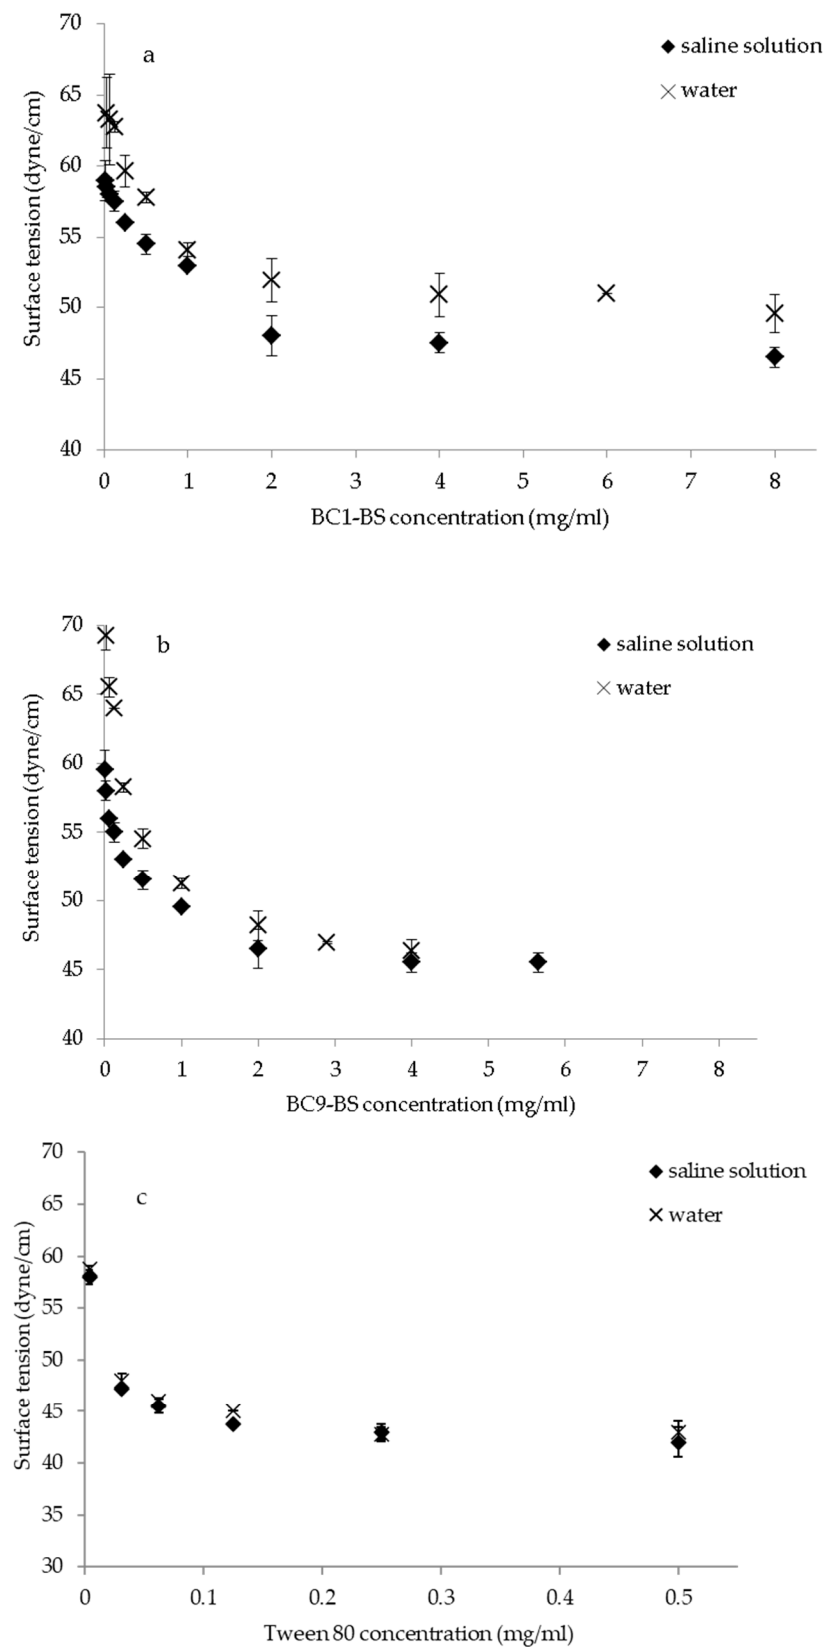 70
a
saline solution
water
65
60
55
50
45
40
Surface tension (dyne/cm)
0 1 2 3 4 5 6 7 8
BC1-BS concentration (mg/ml)
70
b
saline solution
water
65
60
55
50
45
40
Surface tension (dyne/cm)
0 1 2 3 4 5 6 7 8
BC9-BS concentration (mg/ml)
70
c
saline solution
water
65
60
55
50
45
40
35
30
Surface tension (dyne/cm)
0 0.1 0.2 0.3 0.4 0.5
Tween 80 concentration (mg/ml)